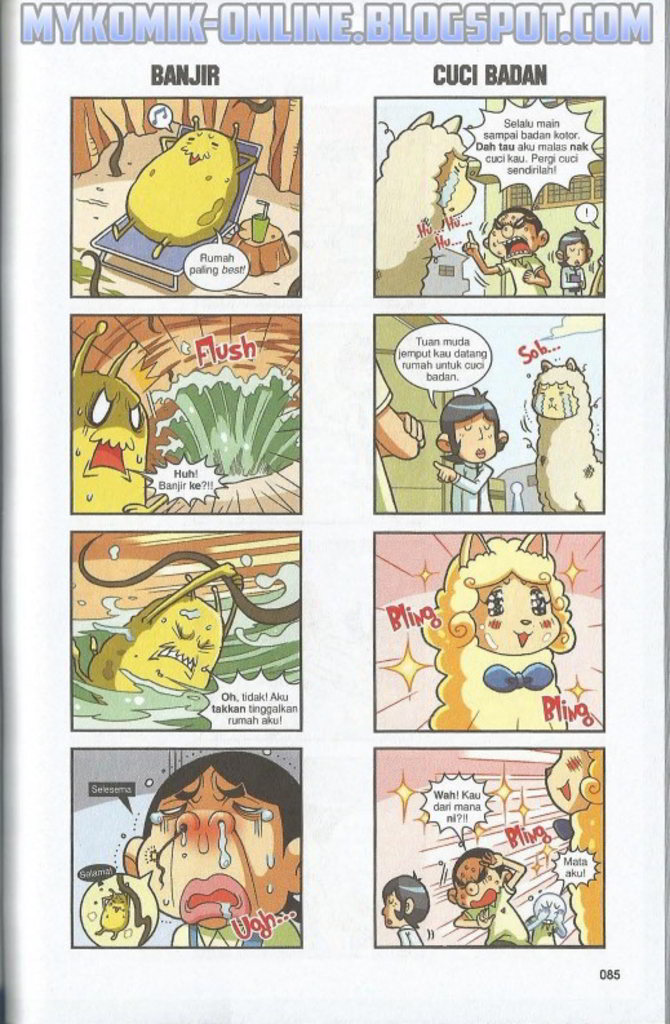 MYKOMIK-ONLINE.BLOGSPOT.COM
BANJIR
Rumah
paling best!
Flush
Huh!
Banjir ke?!!
Oh, tidak! Aku
takkan tinggalkan
rumah aku!
Selesema
Selamat
Ugh...
CUCI BADAN
Selalu main
sampai badan kotor.
Dah tau aku malas nak
cuci kau. Pergi cuci
sendirilah!
Hu...
Hu...
Hu...
!
Tuan muda
jemput kau datang
rumah untuk cuci
badan.
Sob...
Bling
Bling
Wah! Kau
dari mana
ni?!!
Bling
Mata
aku!
085